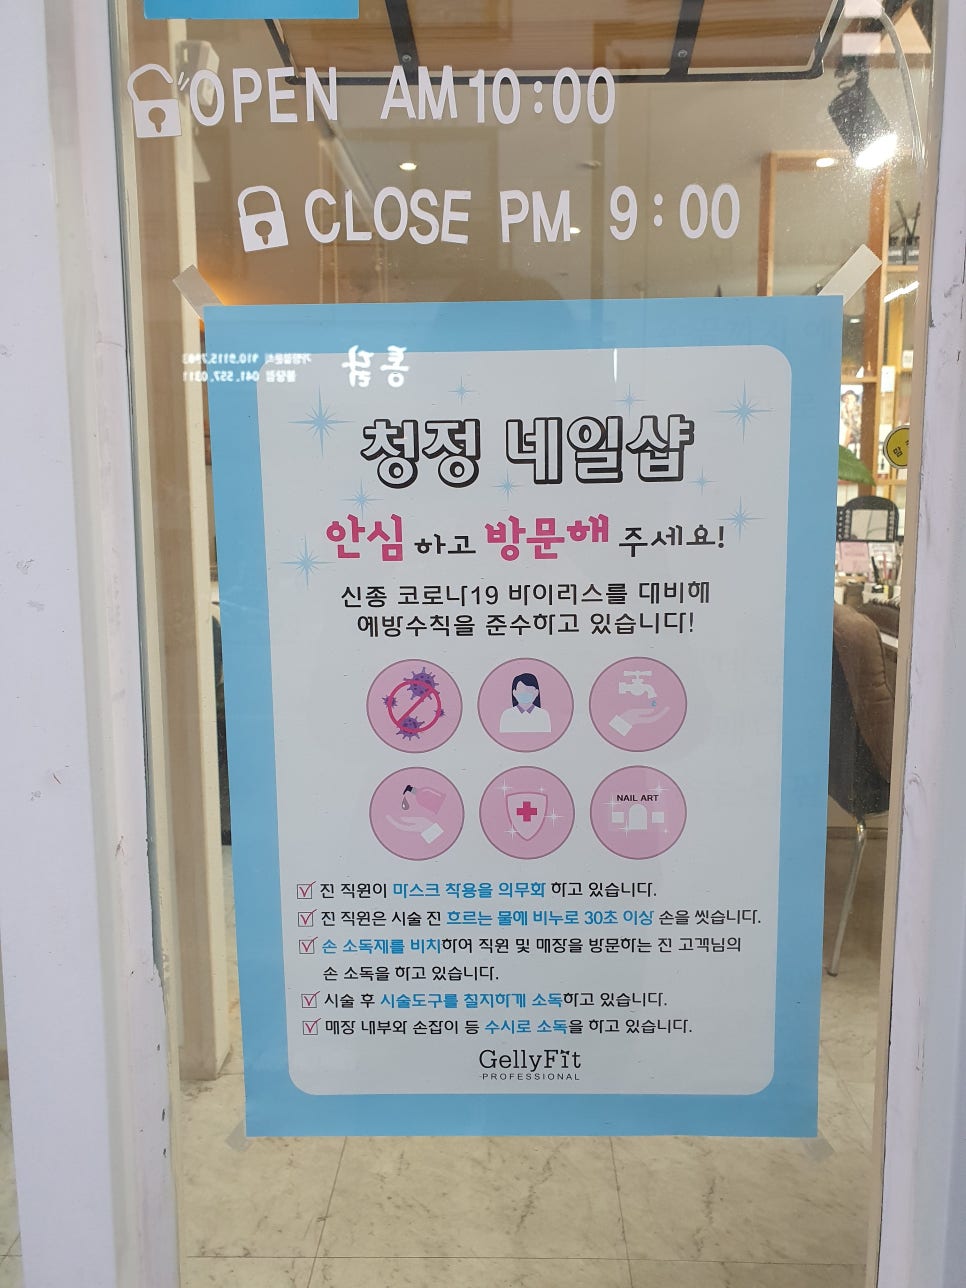 OPEN AM 10:00
CLOSE PM 9:00
통닭
청정 네일샵
안심하고 방문해 주세요!
신종 코로나19 바이러스를 대비해
예방수칙을 준수하고 있습니다!
NAIL ART
전 직원이 마스크 착용을 의무화 하고 있습니다.
전 직원은 시술 전 흐르는 물에 비누로 30초 이상 손을 씻습니다.
손 소독제를 비치하여 직원 및 매장을 방문하는 전 고객님의
손 소독을 하고 있습니다.
시술 후 시술도구를 철저하게 소독하고 있습니다.
매장 내부와 손잡이 등 수시로 소독을 하고 있습니다.
GellyFit
PROFESSIONAL